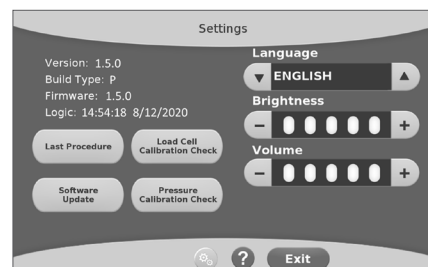 Settings
Version: 1.5.0
Build Type: P
Firmware: 1.5.0
Logic: 14:54:18 8/12/2020
Last Procedure
Load Cell
Calibration Check
Software
Update
Pressure
Calibration Check
Language
▼ ENGLISH ▲
Brightness
− +
Volume
− +
? Exit